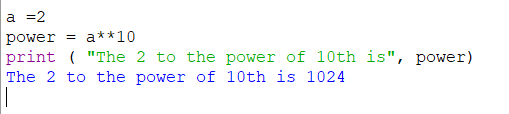 a =2
power = a**10
print ( "The 2 to the power of 10th is", power)
The 2 to the power of 10th is 1024